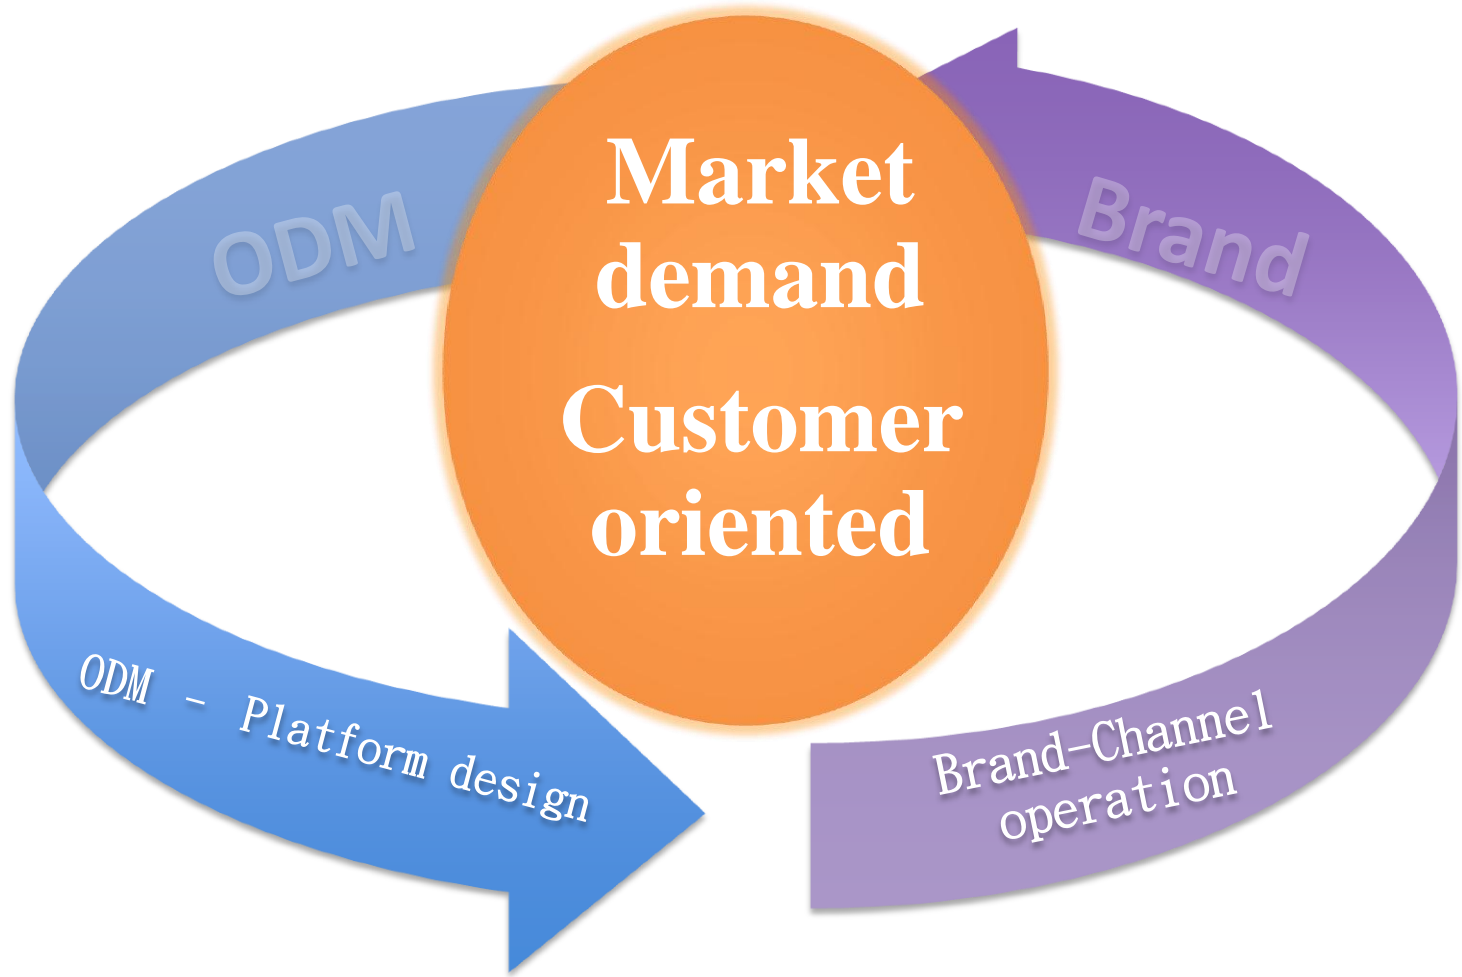 ODM
Market
demand
Customer
oriented
Brand
ODM - Platform design
Brand-Channel
operation